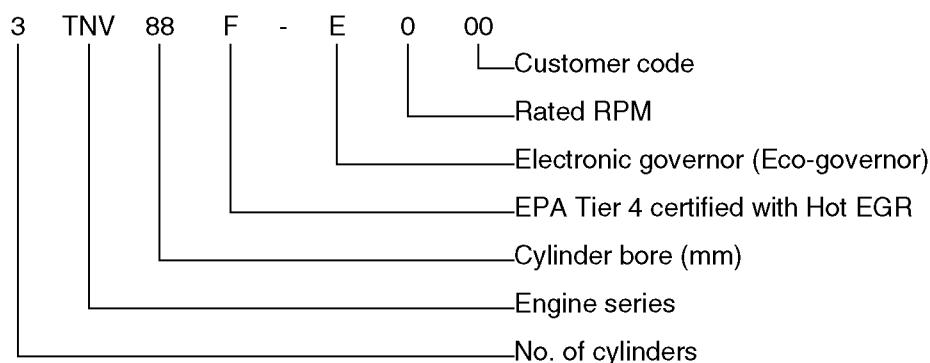 3 TNV 88 F - E 0 00
Customer code
Rated RPM
Electronic governor (Eco-governor)
EPA Tier 4 certified with Hot EGR
Cylinder bore (mm)
Engine series
No. of cylinders